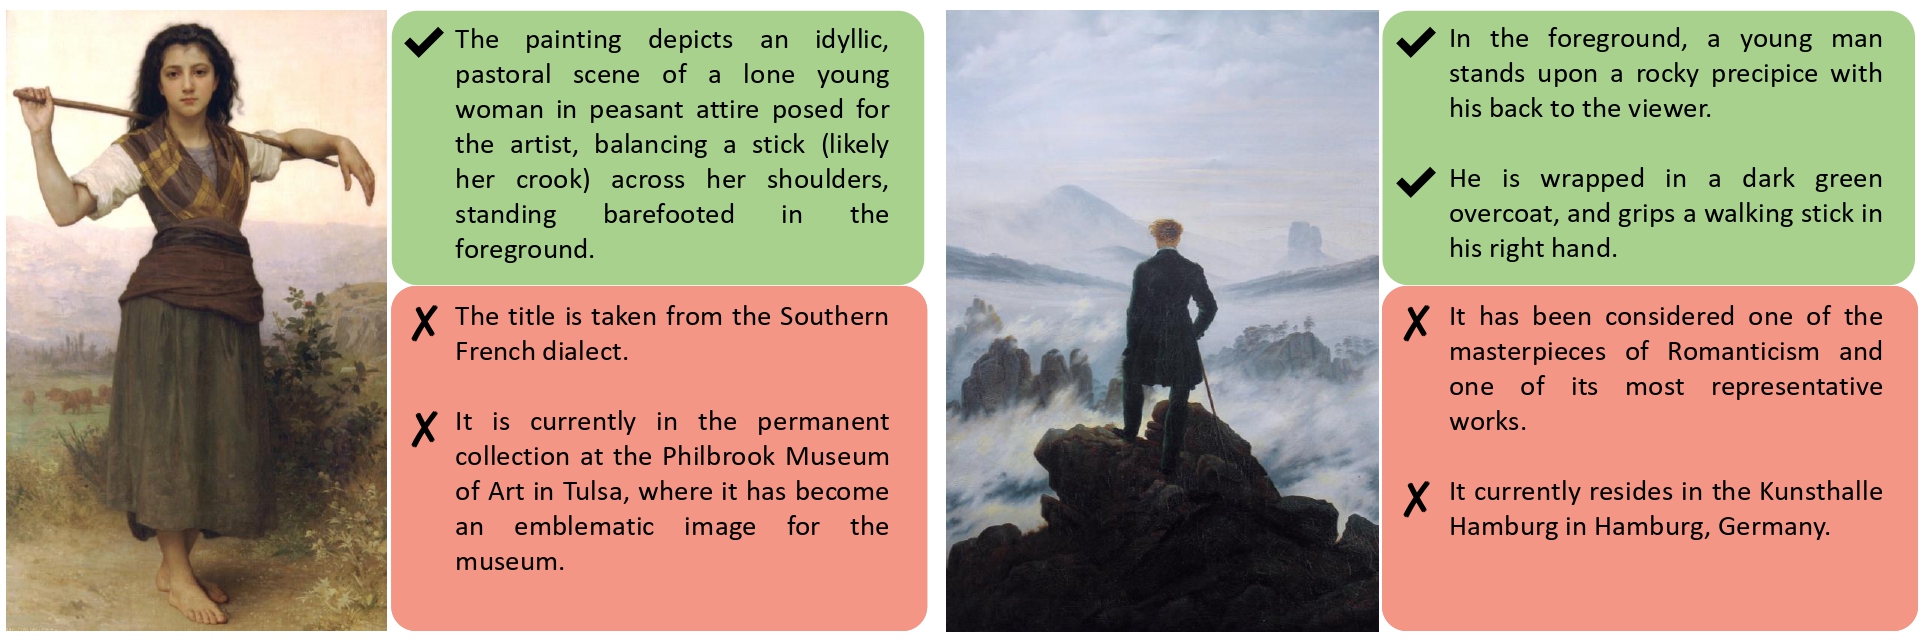 The painting depicts an idyllic,
pastoral scene of a lone young
woman in peasant attire posed for
the artist, balancing a stick (likely
her crook) across her shoulders,
standing barefooted in the
foreground.
The title is taken from the Southern
French dialect.
It is currently in the permanent
collection at the Philbrook Museum
of Art in Tulsa, where it has become
an emblematic image for the
museum.
In the foreground, a young man
stands upon a rocky precipice with
his back to the viewer.
He is wrapped in a dark green
overcoat, and grips a walking stick in
his right hand.
It has been considered one of the
masterpieces of Romanticism and
one of its most representative
works.
It currently resides in the Kunsthalle
Hamburg in Hamburg, Germany.